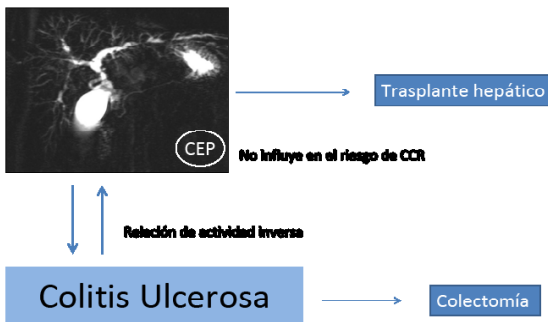 Trasplante hepático
CEP
No influye en el riesgo de CCR
Relación de actividad inversa
Colitis Ulcerosa
Colectomía